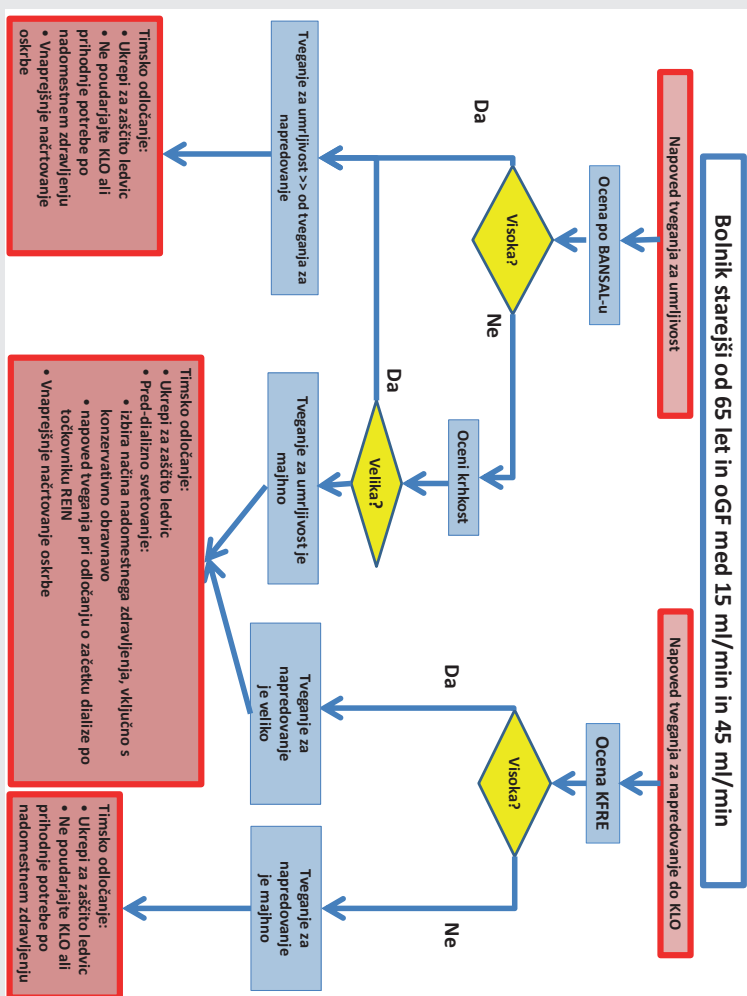 Bolnik starejši od 65 let in oGF med 15 ml/min in 45 ml/min
Napoved tveganja za umrljivost
Ocena po BANSAL-u
Visoka?
Da
Ne
Oceni krhkost
Velika?
Da
Tveganje za umrljivost >> od tveganja za
napredovanje
Tveganje za umrljivost je
majhno
Timsko odločanje:
• Ukrepi za zaščito ledvic
• Ne poudarjajte KLO ali
prihodnje potrebe po
nadomestnem zdravljenju
• Vnaprejšnje načrtovanje
oskrbe
Napoved tveganja za napredovanje do KLO
Ocena KFRE
Visoka?
Da
Ne
Tveganje za
napredovanje
je veliko
Tveganje za
napredovanje
je majhno
Timsko odločanje:
• Ukrepi za zaščito ledvic
• Pred-dializno svetovanje:
• izbira načina nadomestnega zdravljenja, vključno s
konzervativno obravnavo
• napoved tveganja pri odločanju o začetku dialize po
točkovniku REIN
• Vnaprejšnje načrtovanje oskrbe
Timsko odločanje:
• Ukrepi za zaščito ledvic
• Ne poudarjajte KLO ali
prihodnje potrebe po
nadomestnem zdravljenju